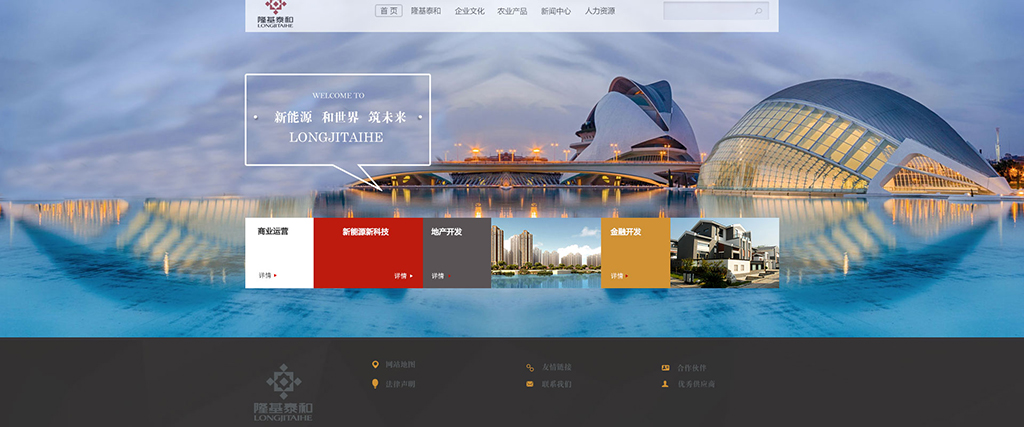 隆基泰和
LONGJITAIHE
首 页 隆基泰和 企业文化 农业产品 新闻中心 人力资源
WELCOME TO
新能源 和世界 筑未来
LONGJITAIHE
商业运营 新能源新科技 地产开发 金融开发
详情 详情 详情 详情
网站地图 友情链接 合作伙伴
法律声明 联系我们 优秀供应商
隆基泰和
LONGJITAIHE